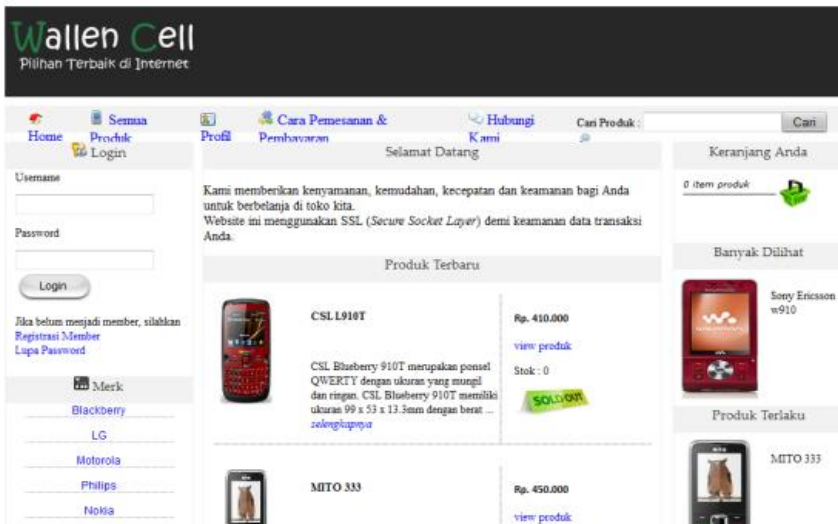 Wallen Cell
Pilihan Terbaik di Internet
Home
Semua
Produk
Profil
Cara Pemesanan &
Pembayaran
Hubungi
Kami
Cari Produk :
Cari
Login
Username
Password
Login
Jika belum menjadi member, silahkan
Registrasi Member
Lupa Password
Merk
Blackberry
LG
Motorola
Philips
Nokia
Selamat Datang
Kami memberikan kenyamanan, kemudahan, kecepatan dan keamanan bagi Anda
untuk berbelanja di toko kita.
Website ini menggunakan SSL (Secure Socket Layer) demi keamanan data transaksi
Anda.
Produk Terbaru
CSL L910T
Rp. 410.000
view produk
Stok : 0
SOLD OUT
CSL Blueberry 910T merupakan ponsel
QWERTY dengan ukuran yang mungil
dan ringan. CSL Blueberry 910T memiliki
ukuran 99 x 53 x 13.3mm dengan berat ...
selengkapnya
MITO 333
Rp. 450.000
view produk
Keranjang Anda
0 item produk
Banyak Dilihat
Sony Ericsson
w910
Produk Terlaku
MITO 333